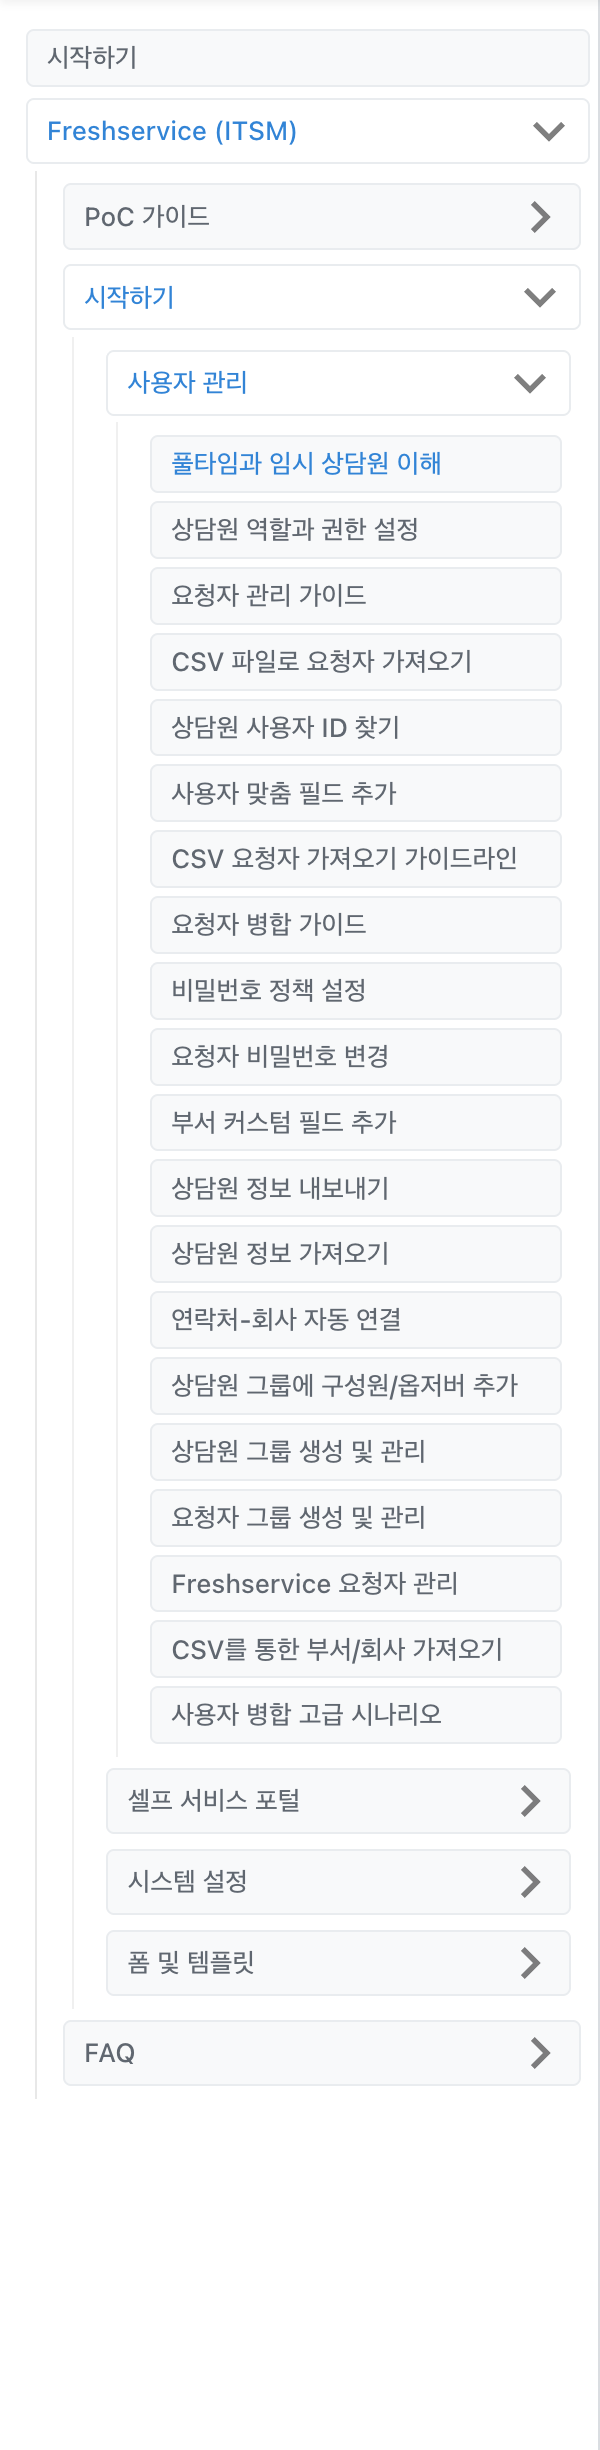 시작하기
Freshservice (ITSM)
PoC 가이드
시작하기
사용자 관리
풀타임과 임시 상담원 이해
상담원 역할과 권한 설정
요청자 관리 가이드
CSV 파일로 요청자 가져오기
상담원 사용자 ID 찾기
사용자 맞춤 필드 추가
CSV 요청자 가져오기 가이드라인
요청자 병합 가이드
비밀번호 정책 설정
요청자 비밀번호 변경
부서 커스텀 필드 추가
상담원 정보 내보내기
상담원 정보 가져오기
연락처-회사 자동 연결
상담원 그룹에 구성원/옵저버 추가
상담원 그룹 생성 및 관리
요청자 그룹 생성 및 관리
Freshservice 요청자 관리
CSV를 통한 부서/회사 가져오기
사용자 병합 고급 시나리오
셀프 서비스 포털
시스템 설정
폼 및 템플릿
FAQ